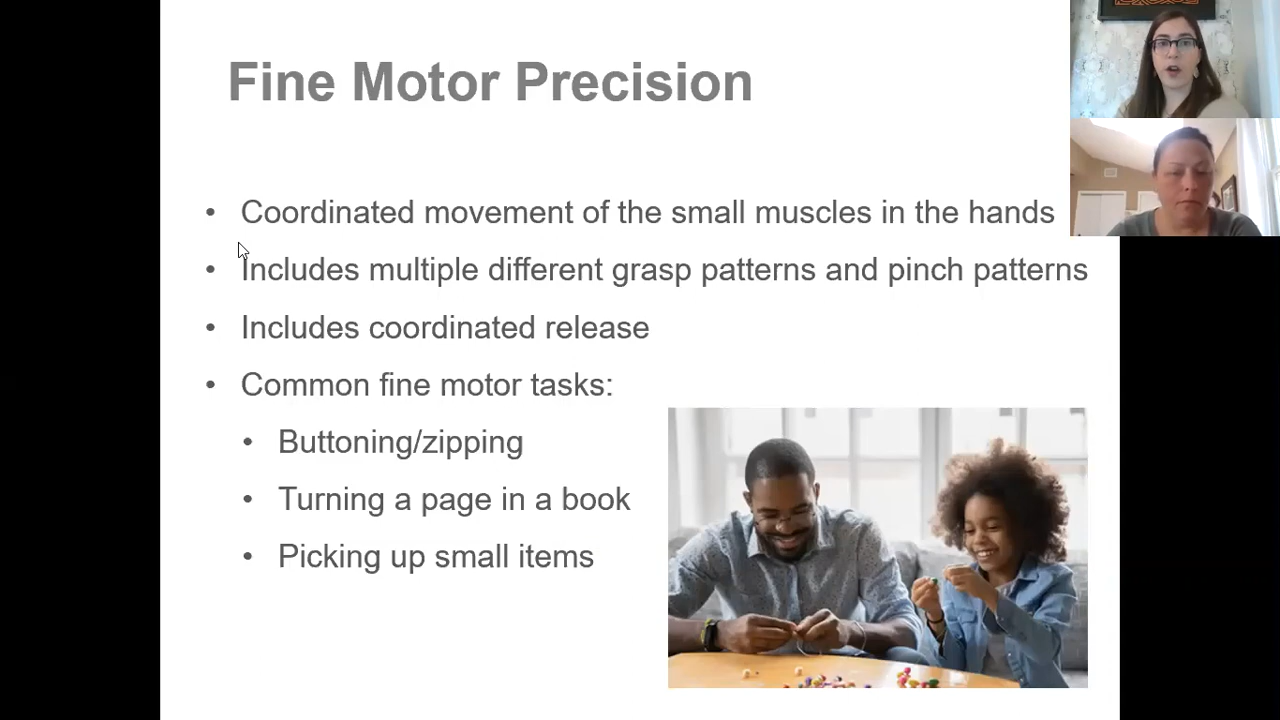 Fine Motor Precision
• Coordinated movement of the small muscles in the hands
• Includes multiple different grasp patterns and pinch patterns
• Includes coordinated release
• Common fine motor tasks:
• Buttoning/zipping
• Turning a page in a book
• Picking up small items